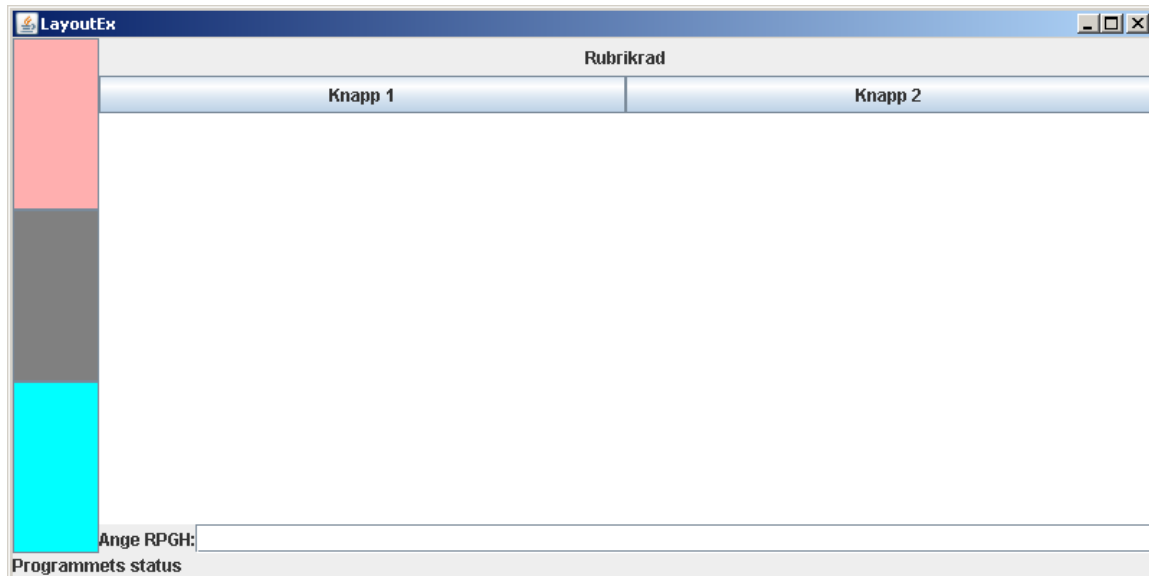 LayoutEx
Rubrikrad
Knapp 1 Knapp 2
Ange RPGH:
Programmets status